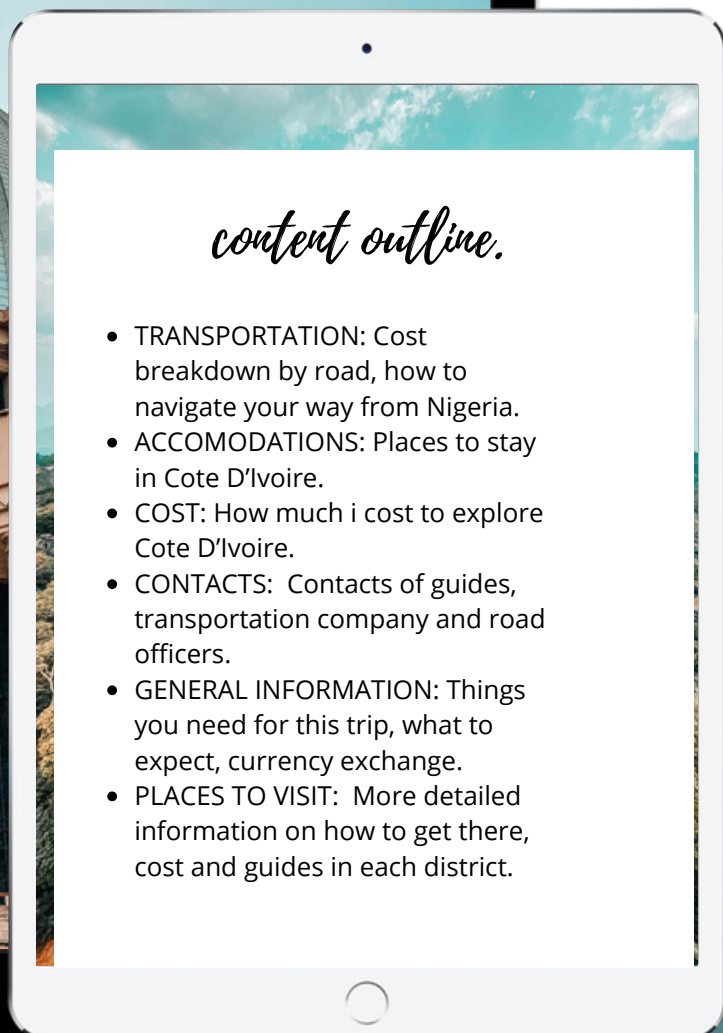 content outline.
• TRANSPORTATION: Cost
breakdown by road, how to
navigate your way from Nigeria.
• ACCOMODATIONS: Places to stay
in Cote D’Ivoire.
• COST: How much i cost to explore
Cote D’Ivoire.
• CONTACTS:  Contacts of guides,
transportation company and road
officers.
• GENERAL INFORMATION: Things
you need for this trip, what to
expect, currency exchange.
• PLACES TO VISIT:  More detailed
information on how to get there,
cost and guides in each district.